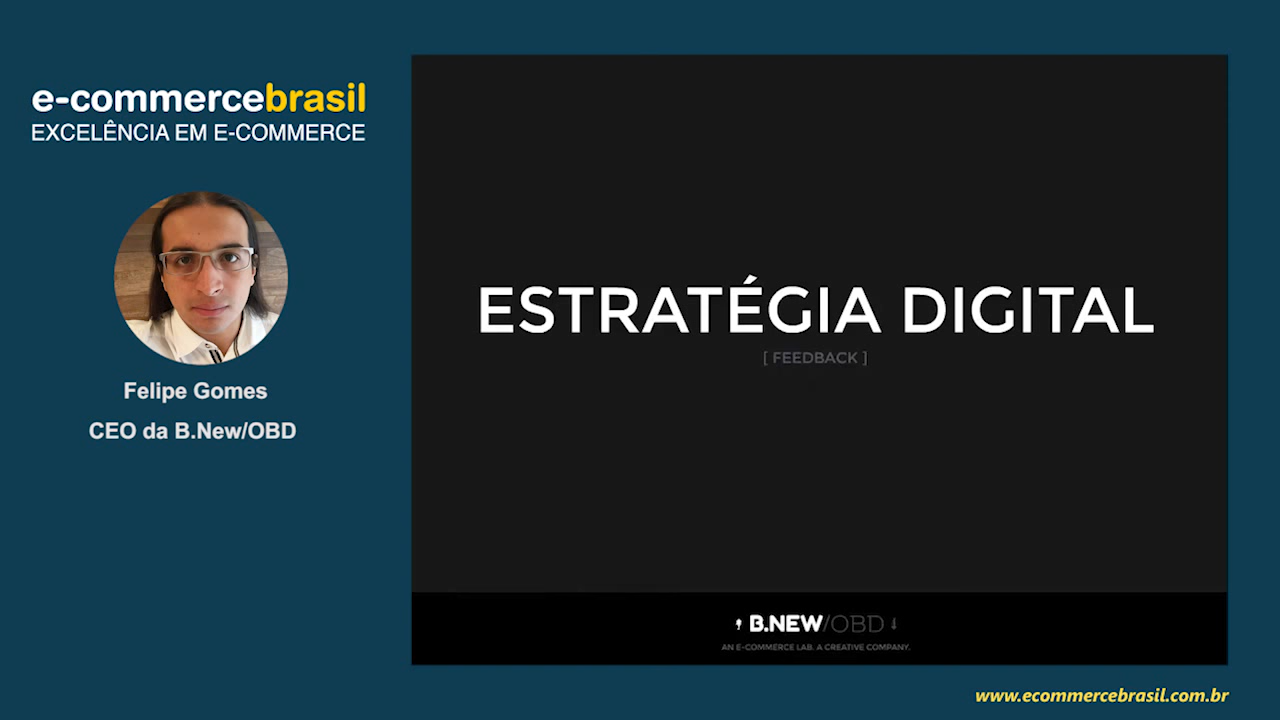 e-commercebrasil
EXCELÊNCIA EM E-COMMERCE
Felipe Gomes
CEO da B.New/OBD
ESTRATÉGIA DIGITAL
[ FEEDBACK ]
B.NEW/OBD
AN E-COMMERCE LAB. A CREATIVE COMPANY.
www.ecommercebrasil.com.br